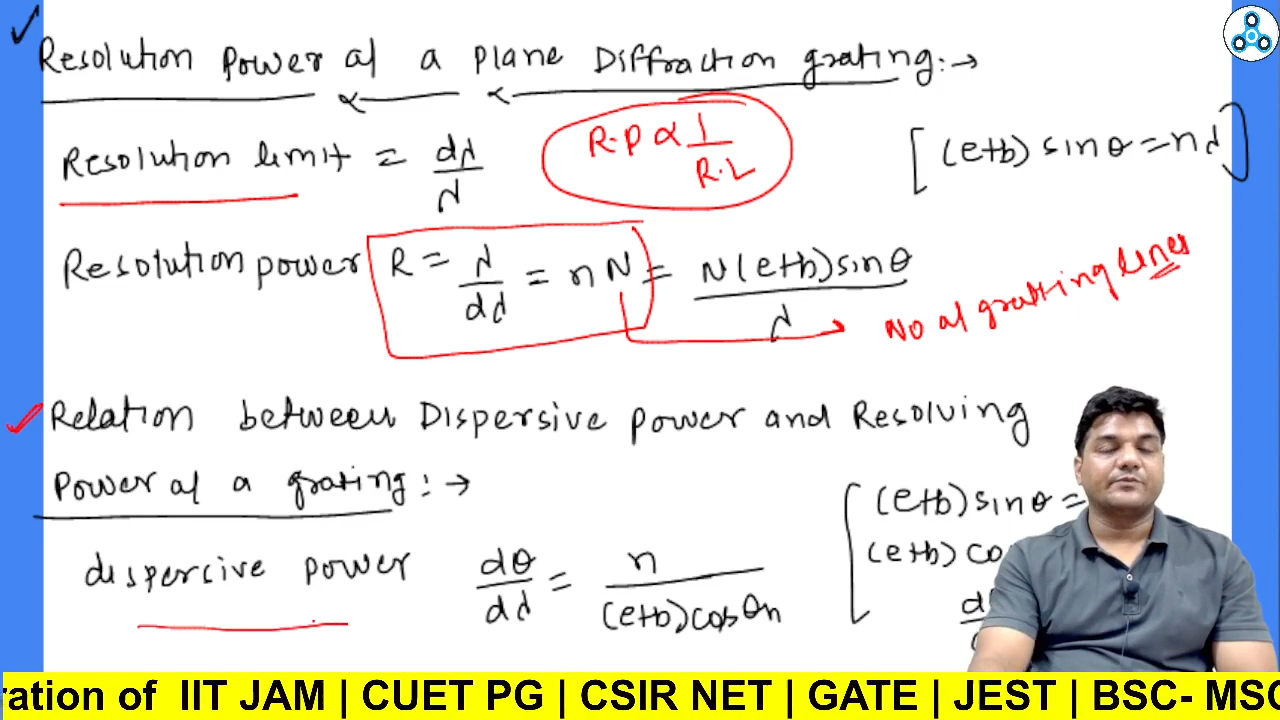 Resolution Power of a plane Diffraction grating:→
Resolution limit = dλ/λ
R.P ∝ 1/R.L
[(e+b) sinθ = nλ]
Resolution power R = λ/dλ = nN = N(e+b)sinθ/λ
No of gratting lines
Relation between Dispersive power and Resolving
Power of a grating:→
dispersive power dθ/dλ = n/(e+b)cosθn
(e+b) sinθ =
(e+b) co
ration of IIT JAM | CUET PG | CSIR NET | GATE | JEST | BSC- MSC